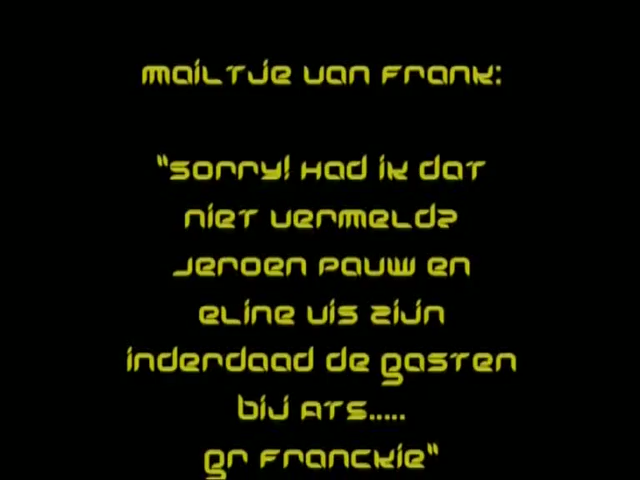 Mailtje van Frank:
"Sorry! Had ik dat
niet vermeld?
Jeroen Pauw en
Eline Vis zijn
inderdaad de gasten
bij ATS.....
gr Franckie"